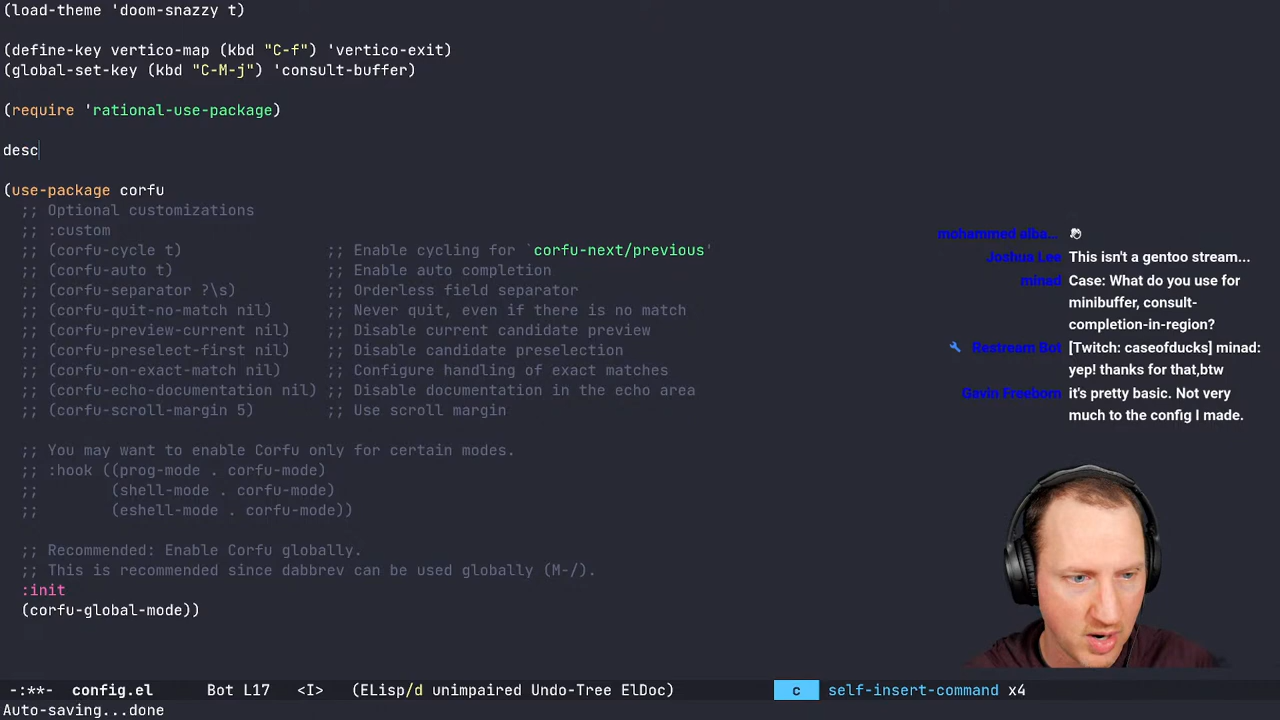 (load-theme 'doom-snazzy t)
(define-key vertico-map (kbd "C-f") 'vertico-exit)
(global-set-key (kbd "C-M-j") 'consult-buffer)
(require 'rational-use-package)
desc
(use-package corfu
;; Optional customizations
;; :custom
;; (corfu-cycle t) ;; Enable cycling for `corfu-next/previous'
;; (corfu-auto t) ;; Enable auto completion
;; (corfu-separator ?\s) ;; Orderless field separator
;; (corfu-quit-no-match nil) ;; Never quit, even if there is no match
;; (corfu-preview-current nil) ;; Disable current candidate preview
;; (corfu-preselect-first nil) ;; Disable candidate preselection
;; (corfu-on-exact-match nil) ;; Configure handling of exact matches
;; (corfu-echo-documentation nil) ;; Disable documentation in the echo area
;; (corfu-scroll-margin 5) ;; Use scroll margin
;; You may want to enable Corfu only for certain modes.
;; :hook ((prog-mode . corfu-mode)
;; (shell-mode . corfu-mode)
;; (eshell-mode . corfu-mode))
;; Recommended: Enable Corfu globally.
;; This is recommended since dabbrev can be used globally (M-/).
:init
(corfu-global-mode))
mohammed alba...
Joshua Lee This isn't a gentoo stream...
minad Case: What do you use for
minibuffer, consult-
completion-in-region?
Restream Bot [Twitch: caseofducks] minad:
yep! thanks for that,btw
Gavin Freeborn it's pretty basic. Not very
much to the config I made.
-:**- config.el Bot L17 <I> (ELisp/d unimpaired Undo-Tree ElDoc) c self-insert-command x4
Auto-saving...done